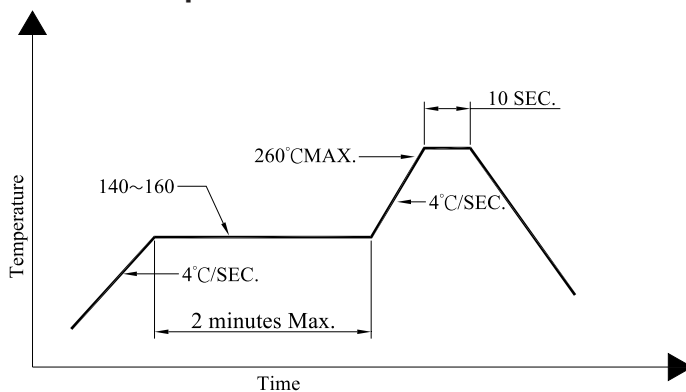 10 SEC.
260℃MAX.
140～160
4℃/SEC.
4℃/SEC.
2 minutes Max.
Temperature
Time